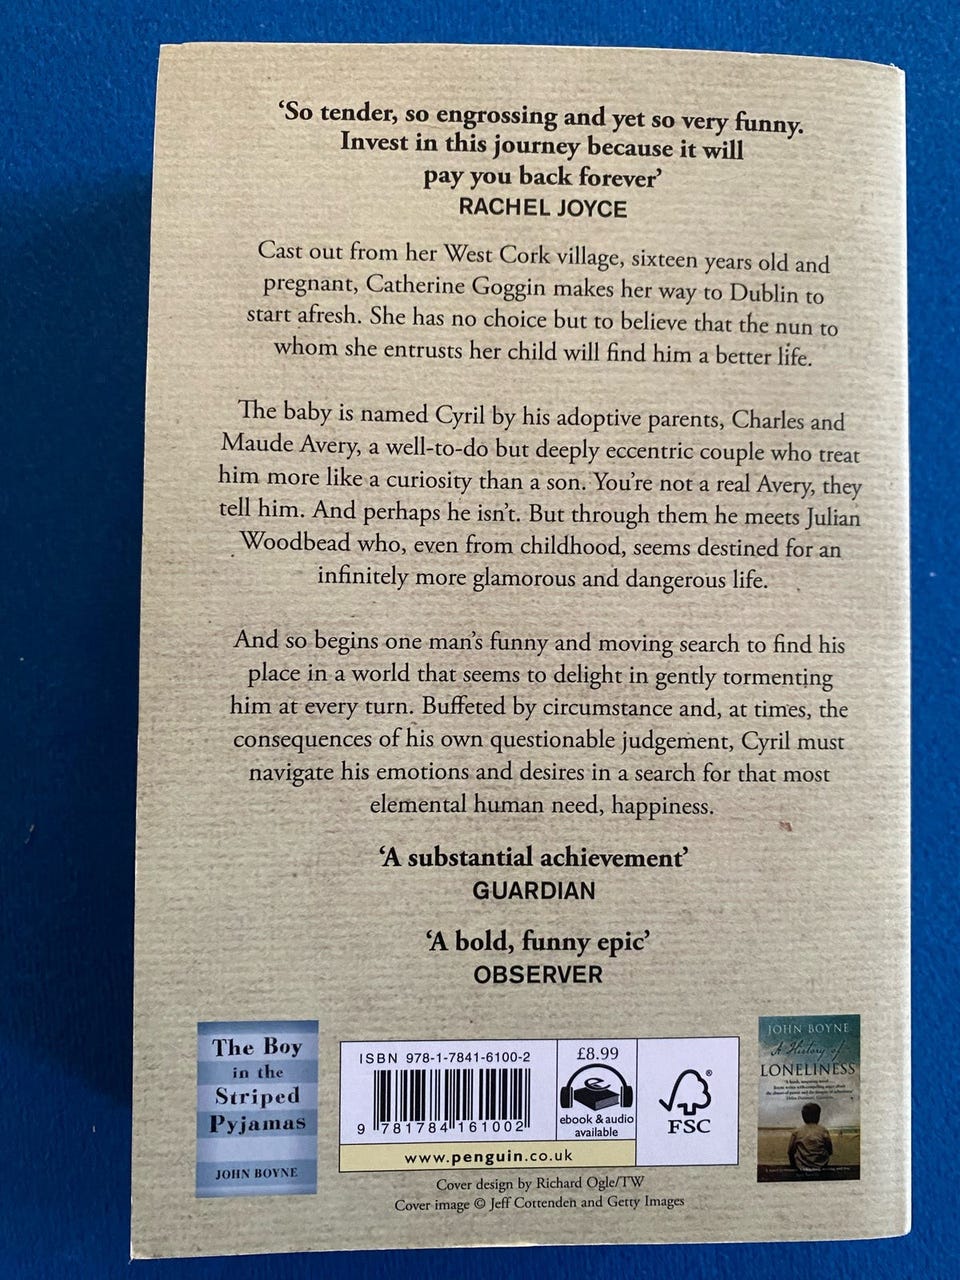 ‘So tender, so engrossing and yet so very funny.
Invest in this journey because it will
pay you back forever’
RACHEL JOYCE
Cast out from her West Cork village, sixteen years old and
pregnant, Catherine Goggin makes her way to Dublin to
start afresh. She has no choice but to believe that the nun to
whom she entrusts her child will find him a better life.
The baby is named Cyril by his adoptive parents, Charles and
Maude Avery, a well-to-do but deeply eccentric couple who treat
him more like a curiosity than a son. You’re not a real Avery, they
tell him. And perhaps he isn’t. But through them he meets Julian
Woodbead who, even from childhood, seems destined for an
infinitely more glamorous and dangerous life.
And so begins one man’s funny and moving search to find his
place in a world that seems to delight in gently tormenting
him at every turn. Buffeted by circumstance and, at times, the
consequences of his own questionable judgement, Cyril must
navigate his emotions and desires in a search for that most
elemental human need, happiness.
‘A substantial achievement’
GUARDIAN
‘A bold, funny epic’
OBSERVER
The Boy
in the
Striped
Pyjamas
JOHN BOYNE
ISBN 978-1-7841-6100-2
9 781784 161002
£8.99
ebook & audio
available
®
FSC
www.penguin.co.uk
JOHN BOYNE
A History of
LONELINESS
Cover design by Richard Ogle/TW
Cover image © Jeff Cottenden and Getty Images